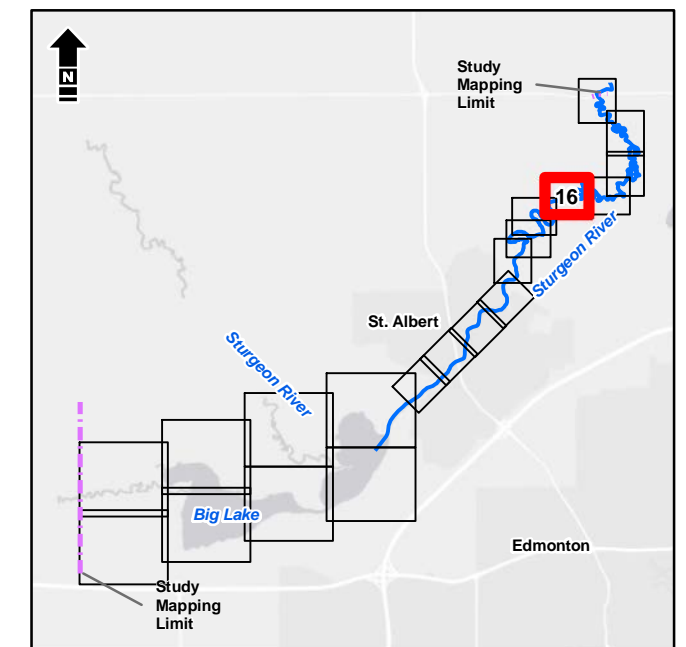 N
Study
Mapping
Limit
16
Sturgeon River
St. Albert
Sturgeon River
Big Lake
Edmonton
Study
Mapping
Limit